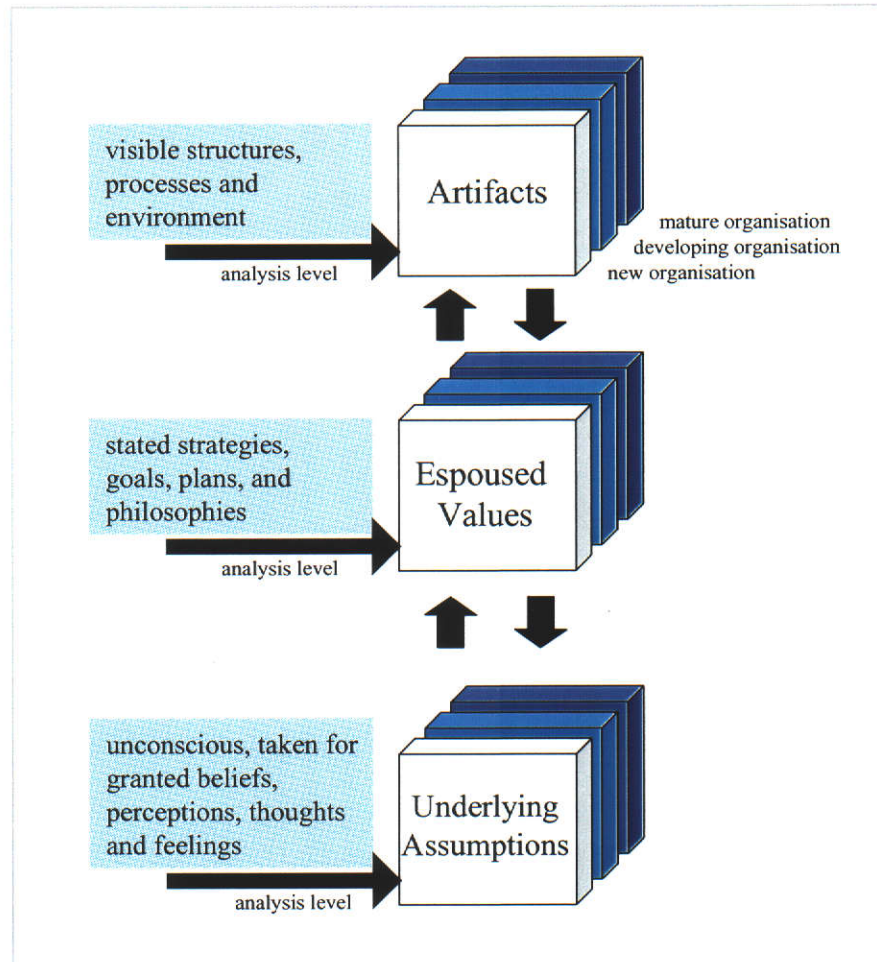 visible structures,
processes and
environment
analysis level
Artifacts
mature organisation
developing organisation
new organisation
stated strategies,
goals, plans, and
philosophies
analysis level
Espoused
Values
unconscious, taken for
granted beliefs,
perceptions, thoughts
and feelings
analysis level
Underlying
Assumptions